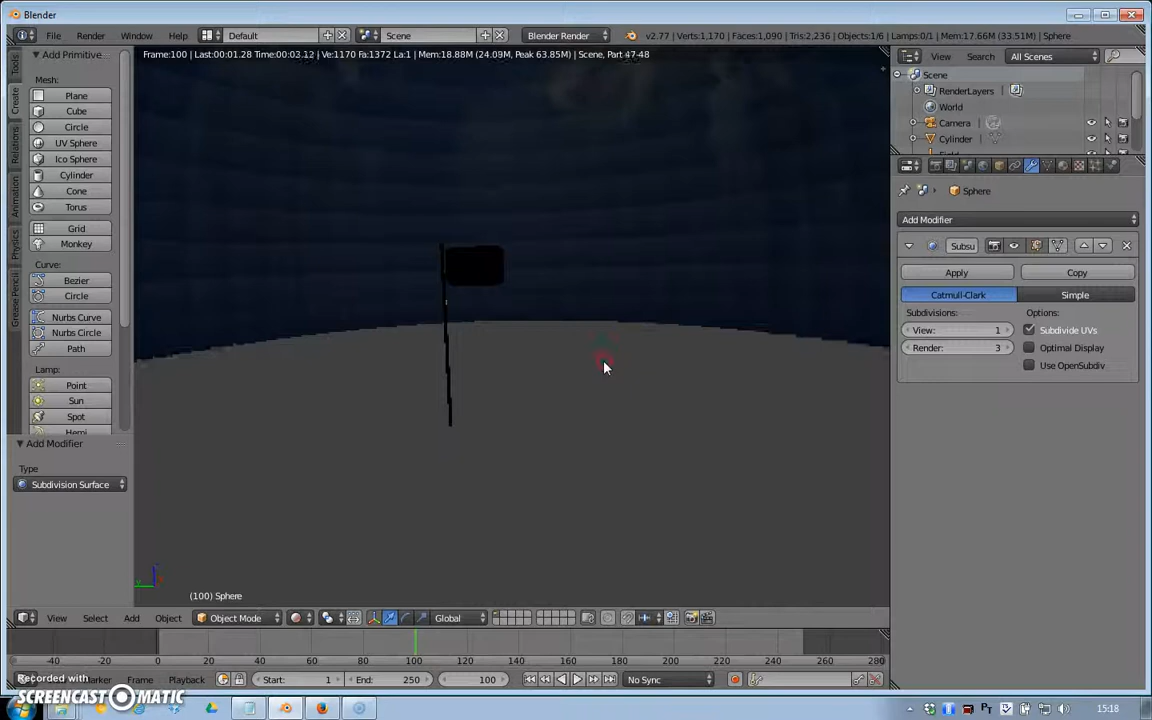 Blender
File Render Window Help Default Scene Blender Render v2.77 | Verts:1,170 | Faces:1,090 | Tris:2,236 | Objects:1/6 | Lamps:0/1 | Mem:17.66M (33.51M) | Sphere
Frame:100 | Last:00:01.28 Time:00:03.12 | Ve:1170 Fa:1372 La:1 | Mem:18.88M (24.09M, Peak 63.85M) | Scene, Part 47-48
View Search All Scenes
Scene
RenderLayers
World
Camera
Cylinder
Sphere
Add Modifier
Subsu
Apply Copy
Catmull-Clark Simple
Subdivisions: Options:
View: 1 Subdivide UVs
Render: 3 Optimal Display
Use OpenSubdiv
Tools
Create
Relations
Animation
Physics
Grease Pencil
Add Primitive
Mesh:
Plane
Cube
Circle
UV Sphere
Ico Sphere
Cylinder
Cone
Torus
Grid
Monkey
Curve:
Bezier
Circle
Nurbs Curve
Nurbs Circle
Path
Lamp:
Point
Sun
Spot
Hemi
Add Modifier
Type
Subdivision Surface
(100) Sphere
View Select Add Object Object Mode Global
-40 -20 0 20 40 60 80 100 120 140 160 180 200 220 240 260 280
Marker Frame Playback Start: 1 End: 250 100 No Sync
Recorded with
SCREENCAST MATIC
PT 15:18